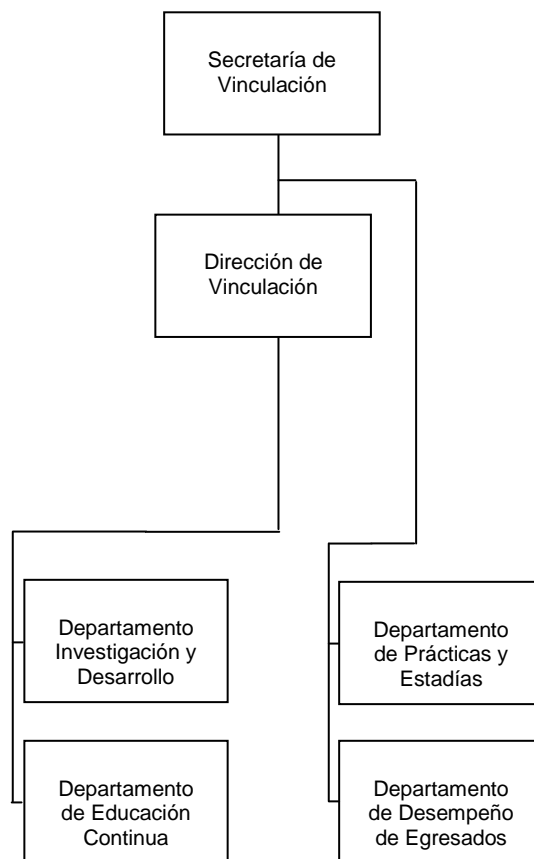 Secretaría de
Vinculación
Dirección de
Vinculación
Departamento
Investigación y
Desarrollo
Departamento
de Prácticas y
Estadías
Departamento
de Educación
Continua
Departamento
de Desempeño
de Egresados